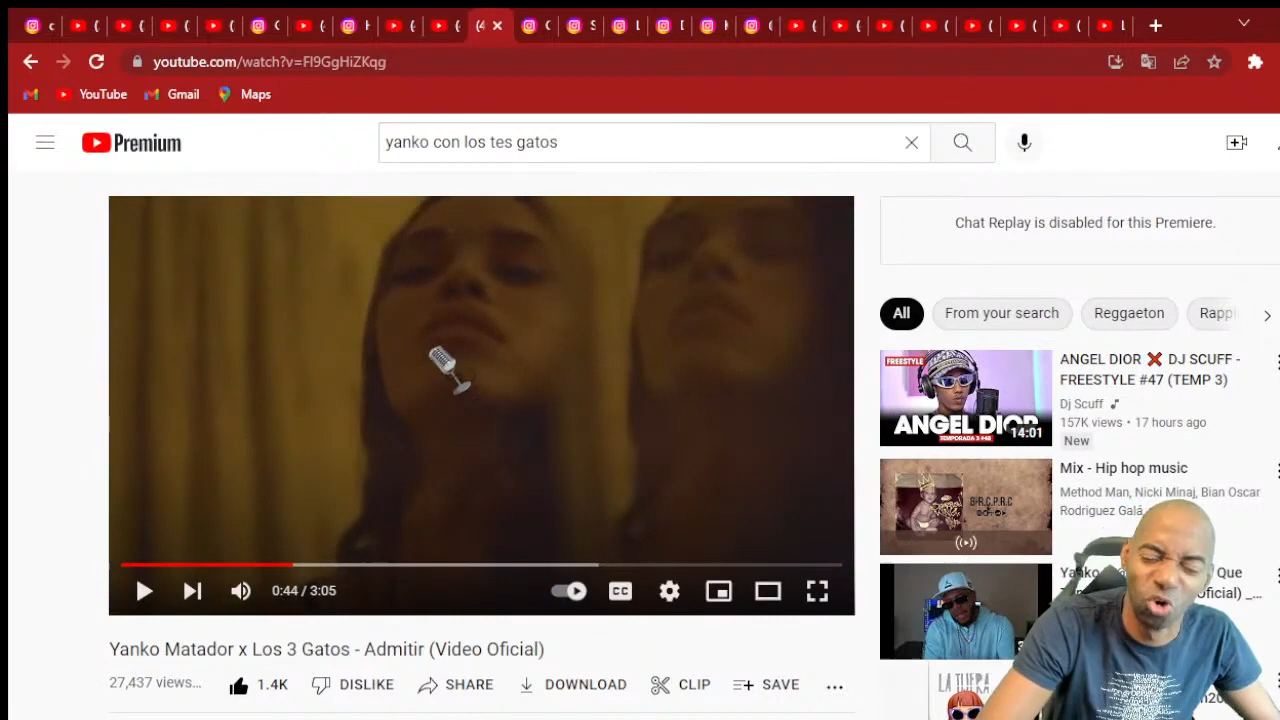 youtube.com/watch?v=FI9GgHiZKqg
YouTube
Gmail
Maps
Premium
yanko con los tes gatos
Chat Replay is disabled for this Premiere.
All
From your search
Reggaeton
FREESTYLE
ANGEL DIOR
14:01
ANGEL DIOR ❌ DJ SCUFF -
FREESTYLE #47 (TEMP 3)
Dj Scuff
157K views • 17 hours ago
New
Mix - Hip hop music
Method Man, Nicki Minaj, Bian Oscar
Rodriguez Galá
Que
0:44 / 3:05
CC
Yanko Matador x Los 3 Gatos - Admitir (Video Oficial)
27,437 views...
1.4K
DISLIKE
SHARE
DOWNLOAD
CLIP
SAVE
...
LA TUERA